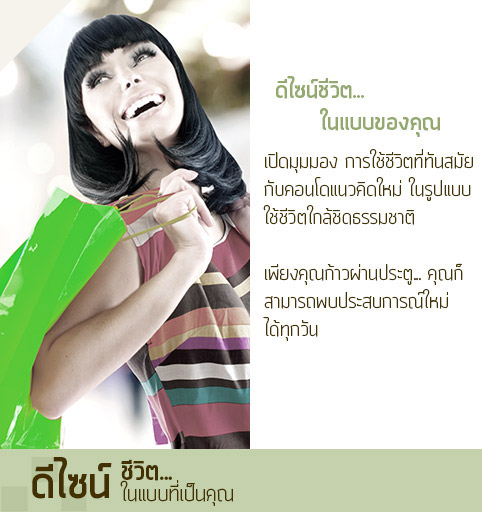 ดีไซน์ชีวิต...
ในแบบของคุณ
เปิดมุมมอง การใช้ชีวิตที่ทันสมัย
กับคอนโดแนวคิดใหม่ ในรูปแบบ
ใช้ชีวิตใกล้ชิดธรรมชาติ
เพียงคุณก้าวผ่านประตู... คุณก็
สามารถพบประสบการณ์ใหม่
ได้ทุกวัน
ดีไซน์ ชีวิต...
ในแบบที่เป็นคุณ